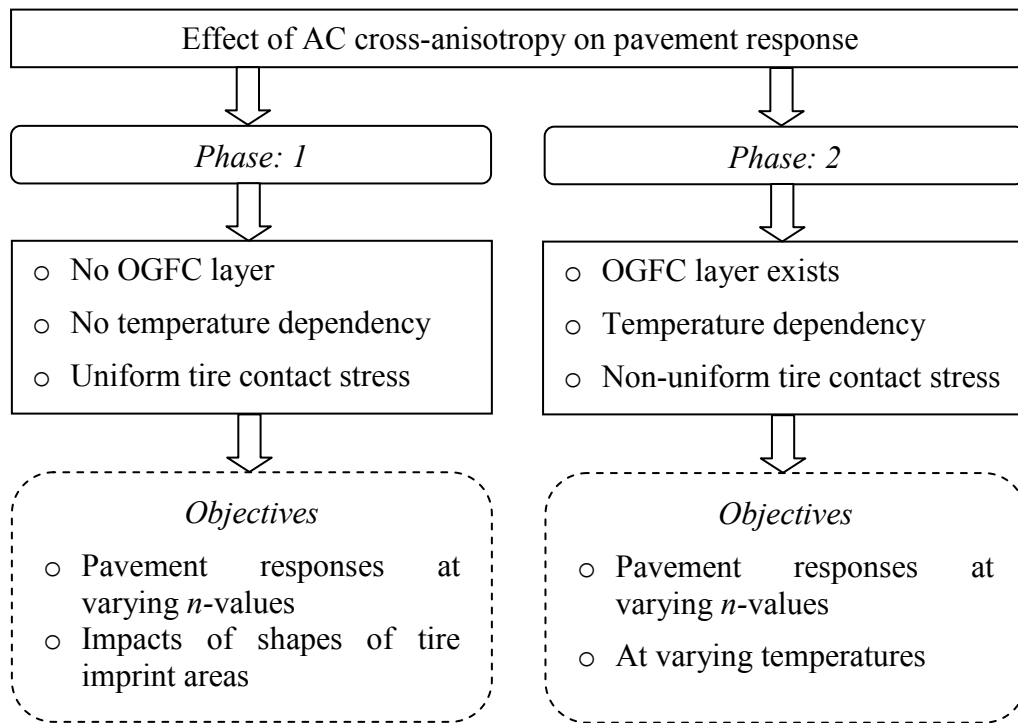 Effect of AC cross-anisotropy on pavement response
Phase: 1
○ No OGFC layer
○ No temperature dependency
○ Uniform tire contact stress
Objectives
○ Pavement responses at
varying n-values
○ Impacts of shapes of tire
imprint areas
Phase: 2
○ OGFC layer exists
○ Temperature dependency
○ Non-uniform tire contact stress
Objectives
○ Pavement responses at
varying n-values
○ At varying temperatures